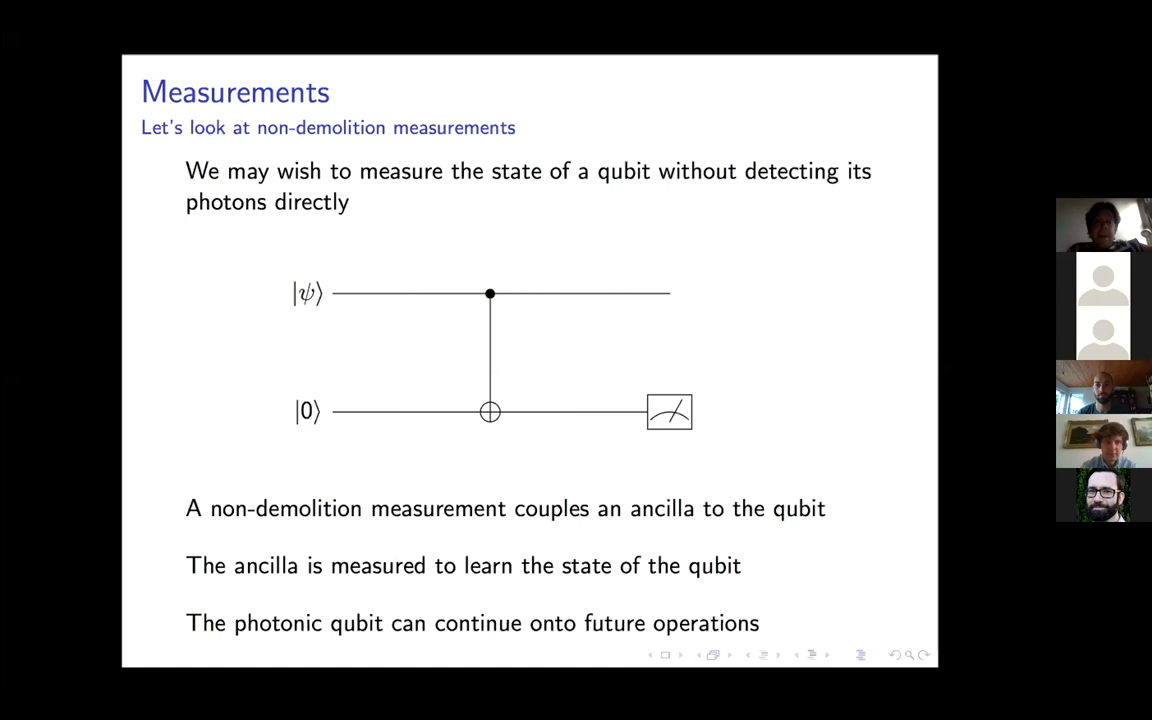 Measurements
Let's look at non-demolition measurements
We may wish to measure the state of a qubit without detecting its
photons directly
|ψ⟩
|0⟩
A non-demolition measurement couples an ancilla to the qubit
The ancilla is measured to learn the state of the qubit
The photonic qubit can continue onto future operations